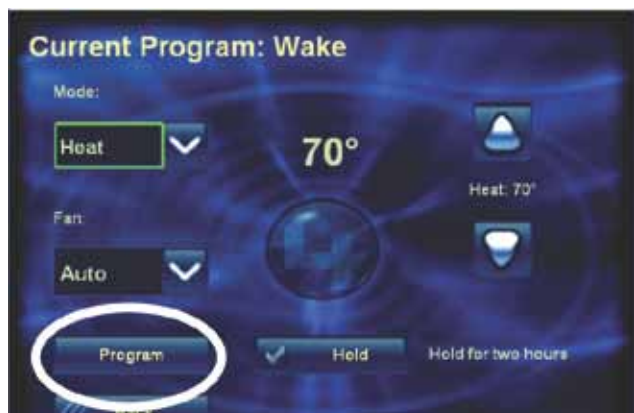 Current Program: Wake
Mode:
Heat
70°
Heat: 70°
Fan:
Auto
Program
Hold
Hold for two hours